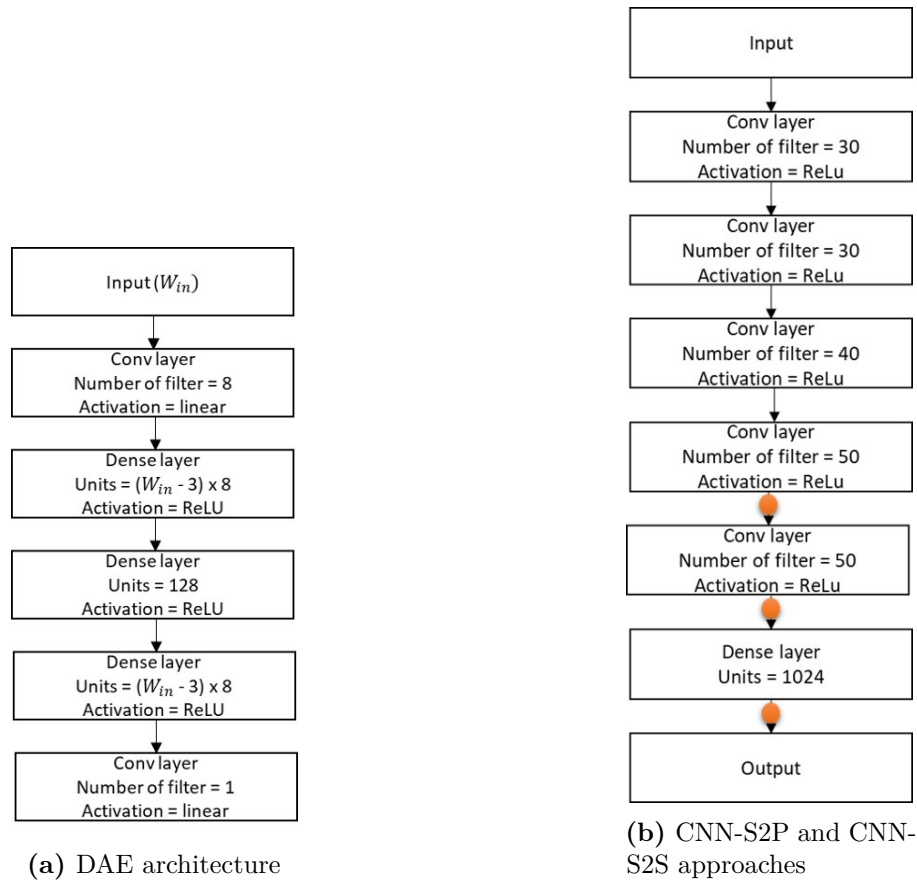 Input (W_in)
Conv layer
Number of filter = 8
Activation = linear
Dense layer
Units = (W_in - 3) x 8
Activation = ReLU
Dense layer
Units = 128
Activation = ReLU
Dense layer
Units = (W_in - 3) x 8
Activation = ReLU
Conv layer
Number of filter = 1
Activation = linear
(a) DAE architecture
Input
Conv layer
Number of filter = 30
Activation = ReLu
Conv layer
Number of filter = 30
Activation = ReLu
Conv layer
Number of filter = 40
Activation = ReLu
Conv layer
Number of filter = 50
Activation = ReLu
Conv layer
Number of filter = 50
Activation = ReLu
Dense layer
Units = 1024
Output
(b) CNN-S2P and CNN-
S2S approaches